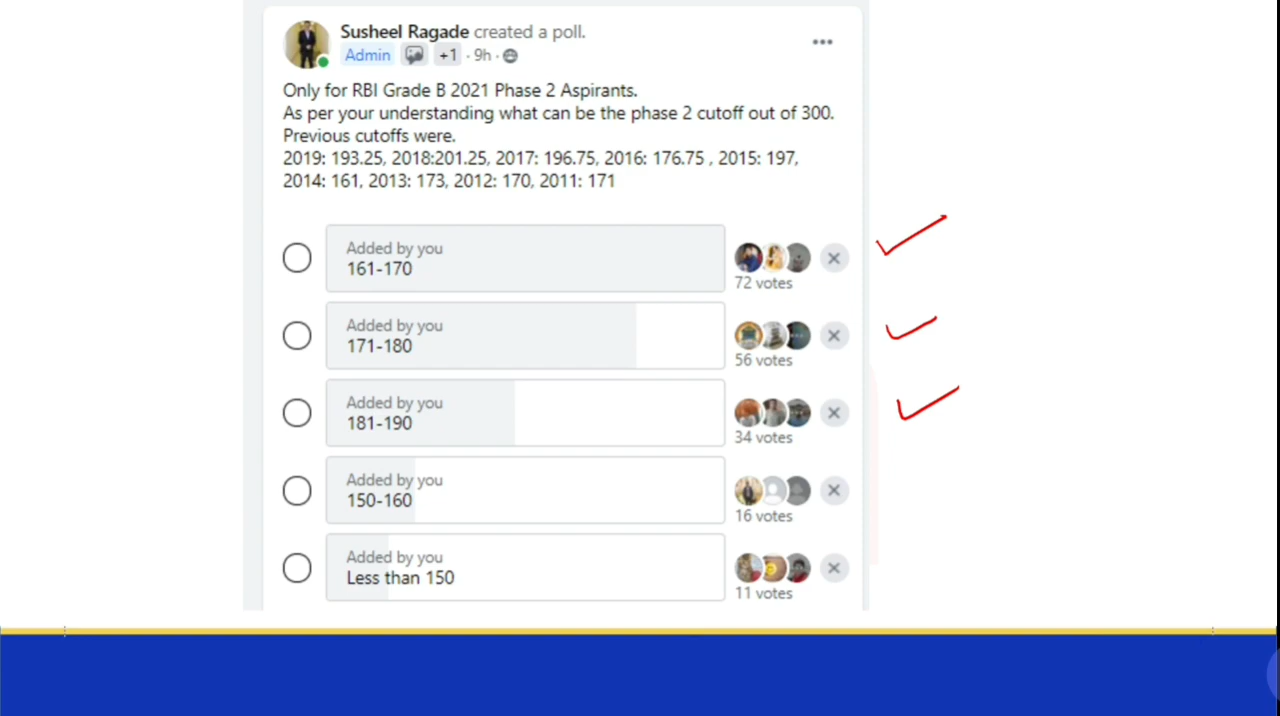 Susheel Ragade created a poll.
Admin +1 · 9h ·
Only for RBI Grade B 2021 Phase 2 Aspirants.
As per your understanding what can be the phase 2 cutoff out of 300.
Previous cutoffs were.
2019: 193.25, 2018:201.25, 2017: 196.75, 2016: 176.75 , 2015: 197,
2014: 161, 2013: 173, 2012: 170, 2011: 171
Added by you
161-170
72 votes
Added by you
171-180
56 votes
Added by you
181-190
34 votes
Added by you
150-160
16 votes
Added by you
Less than 150
11 votes